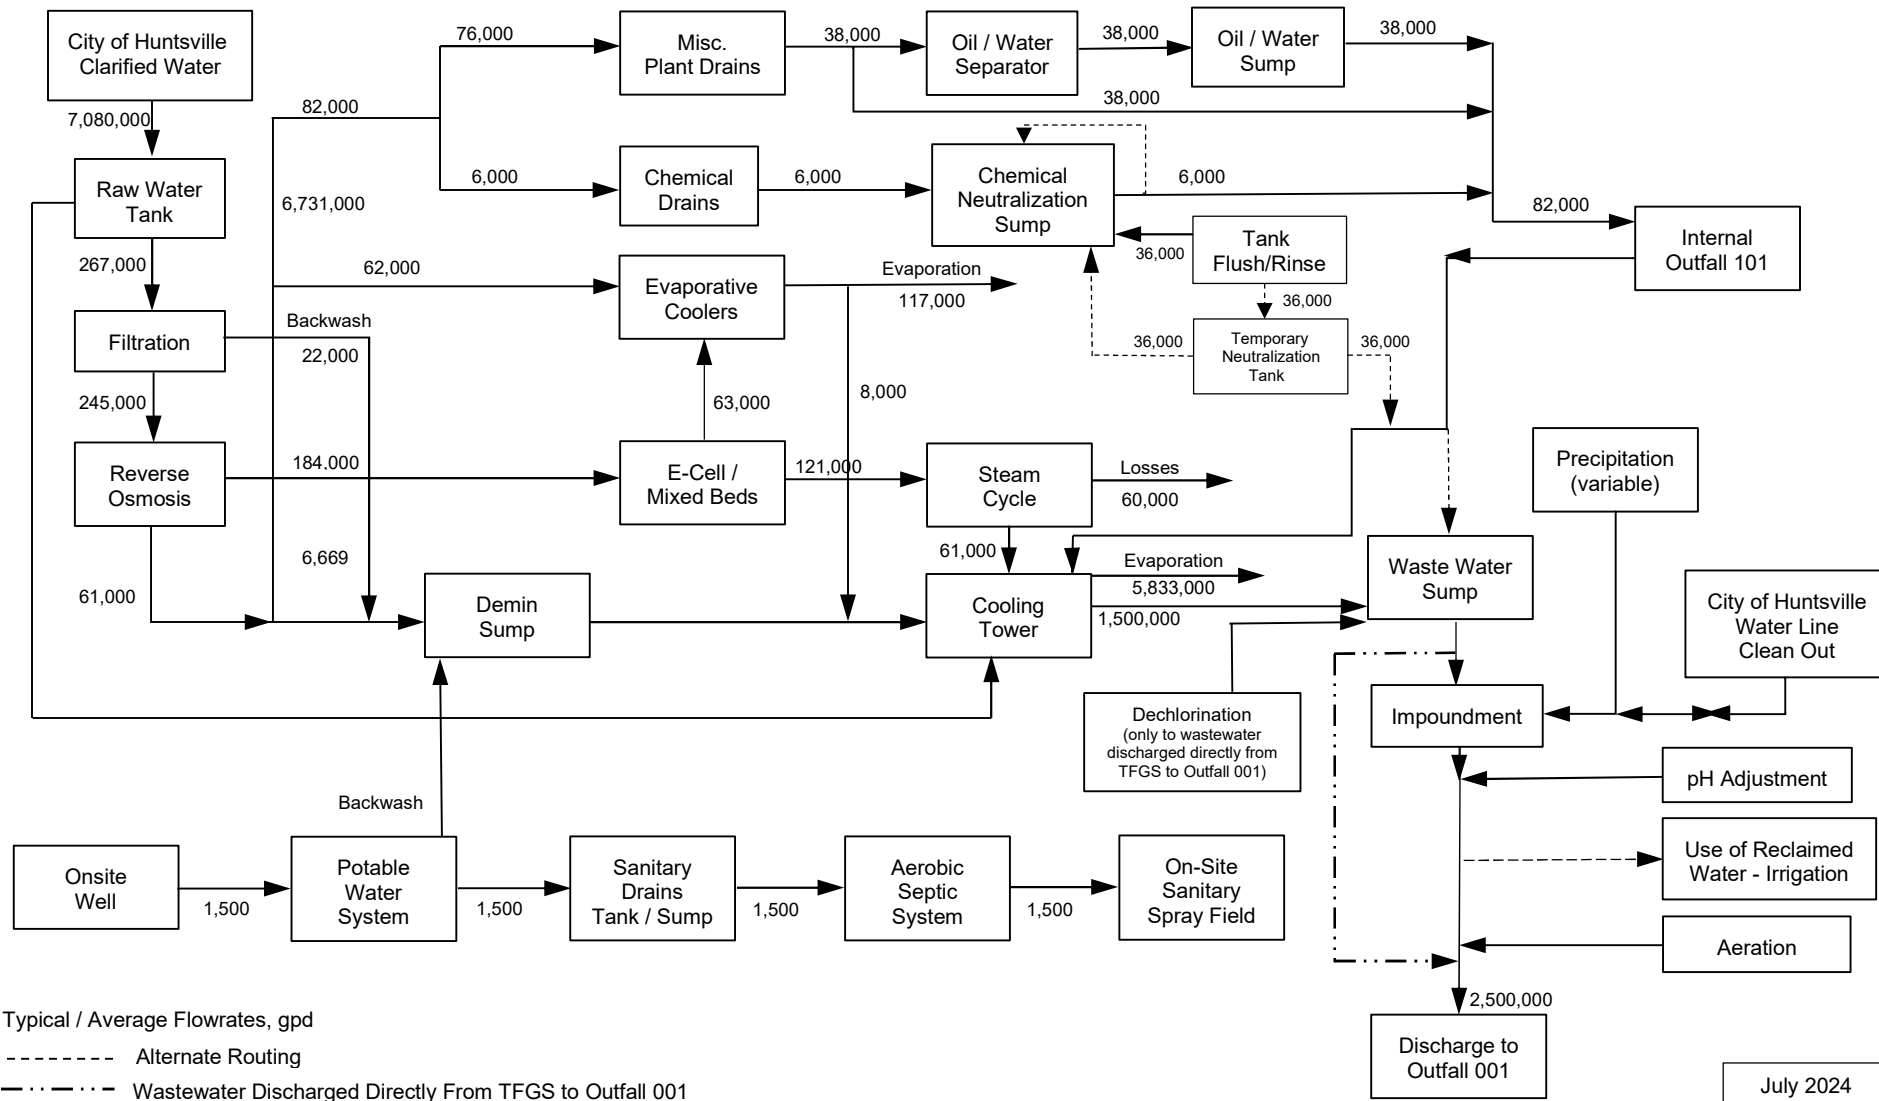 City of Huntsville
Clarified Water
7,080,000
Raw Water
Tank
267,000
Filtration
245,000
Reverse
Osmosis
61,000
82,000
6,731,000
76,000
6,000
62,000
Backwash
22,000
184,000
6,669
Misc.
Plant Drains
38,000
Oil / Water
Separator
38,000
Oil / Water
Sump
38,000
38,000
Chemical
Drains
6,000
Chemical
Neutralization
Sump
6,000
82,000
Internal
Outfall 101
36,000
Tank
Flush/Rinse
36,000
36,000
Temporary
Neutralization
Tank
36,000
Evaporative
Coolers
Evaporation
117,000
63,000
8,000
E-Cell /
Mixed Beds
121,000
Steam
Cycle
Losses
60,000
61,000
Demin
Sump
Cooling
Tower
Evaporation
5,833,000
1,500,000
Waste Water
Sump
Precipitation
(variable)
City of Huntsville
Water Line
Clean Out
Dechlorination
(only to wastewater
discharged directly from
TFGS to Outfall 001)
Impoundment
pH Adjustment
Use of Reclaimed
Water - Irrigation
Aeration
2,500,000
Discharge to
Outfall 001
Backwash
Onsite
Well
1,500
Potable
Water
System
1,500
Sanitary
Drains
Tank / Sump
1,500
Aerobic
Septic
System
1,500
On-Site
Sanitary
Spray Field
Typical / Average Flowrates, gpd
Alternate Routing
Wastewater Discharged Directly From TFGS to Outfall 001
July 2024